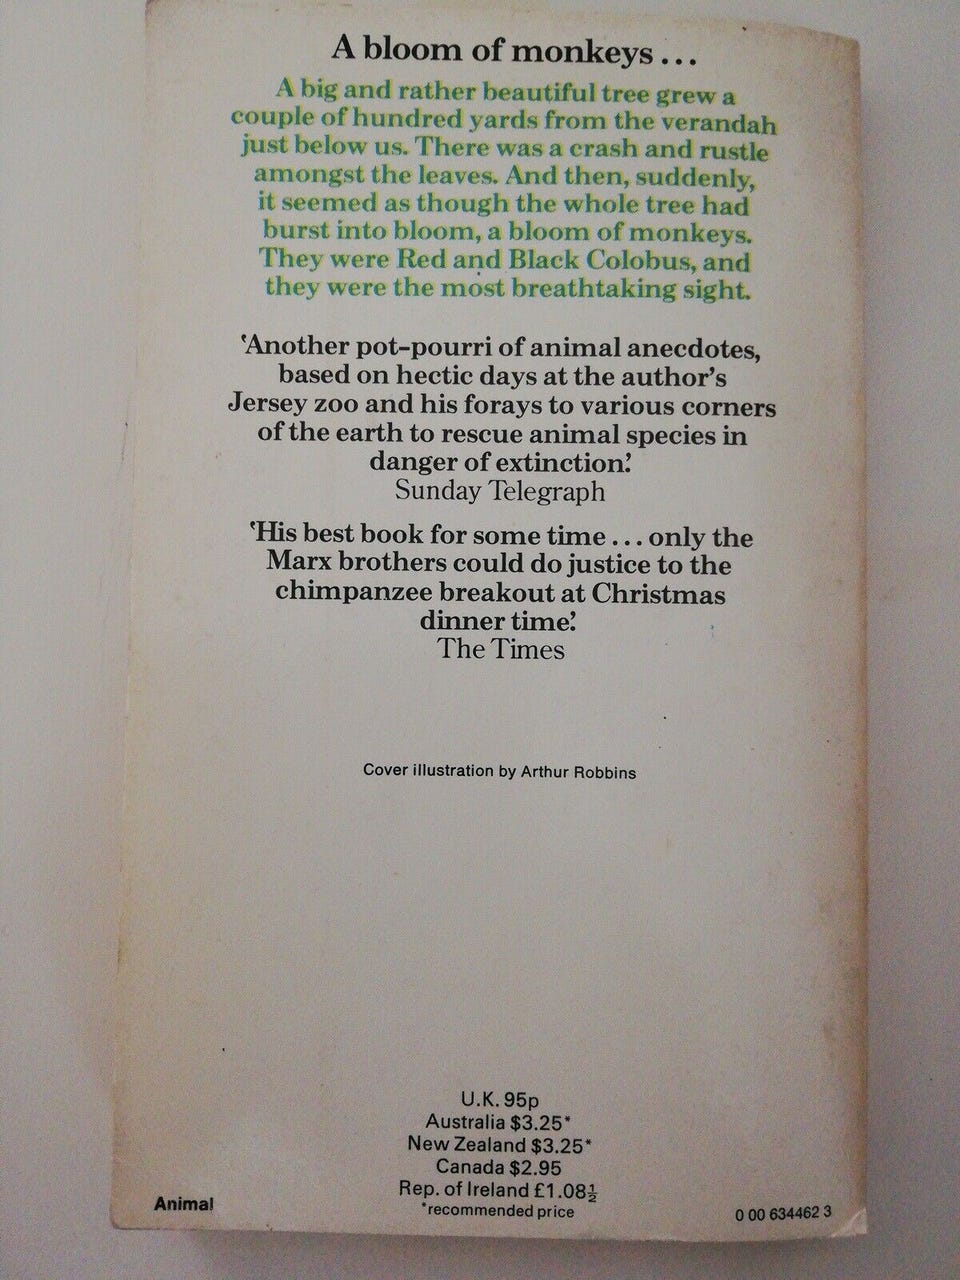 A bloom of monkeys...
A big and rather beautiful tree grew a
couple of hundred yards from the verandah
just below us. There was a crash and rustle
amongst the leaves. And then, suddenly,
it seemed as though the whole tree had
burst into bloom, a bloom of monkeys.
They were Red and Black Colobus, and
they were the most breathtaking sight.
'Another pot-pourri of animal anecdotes,
based on hectic days at the author's
Jersey zoo and his forays to various corners
of the earth to rescue animal species in
danger of extinction.'
Sunday Telegraph
'His best book for some time... only the
Marx brothers could do justice to the
chimpanzee breakout at Christmas
dinner time.'
The Times
Cover illustration by Arthur Robbins
U.K. 95p
Australia $3.25*
New Zealand $3.25*
Canada $2.95
Rep. of Ireland £1.08½
*recommended price
Animal
0 00 634462 3